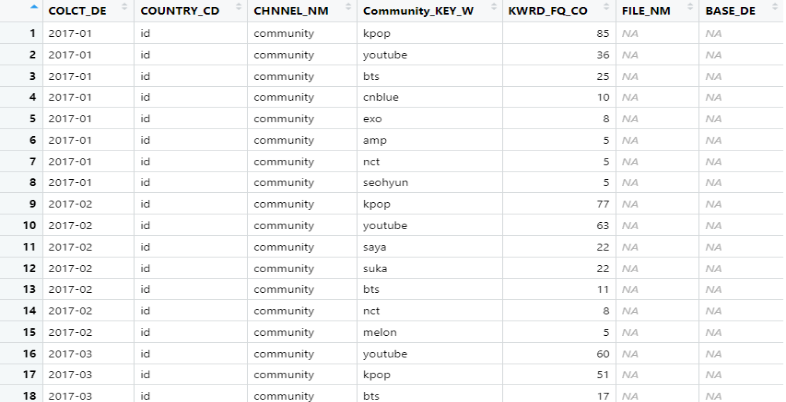 COLCT_DE COUNTRY_CD CHNNEL_NM Community_KEY_W KWRD_FQ_CO FILE_NM BASE_DE
1 2017-01 id community kpop 85 NA NA
2 2017-01 id community youtube 36 NA NA
3 2017-01 id community bts 25 NA NA
4 2017-01 id community cnblue 10 NA NA
5 2017-01 id community exo 8 NA NA
6 2017-01 id community amp 5 NA NA
7 2017-01 id community nct 5 NA NA
8 2017-01 id community seohyun 5 NA NA
9 2017-02 id community kpop 77 NA NA
10 2017-02 id community youtube 63 NA NA
11 2017-02 id community saya 22 NA NA
12 2017-02 id community suka 22 NA NA
13 2017-02 id community bts 11 NA NA
14 2017-02 id community nct 8 NA NA
15 2017-02 id community melon 5 NA NA
16 2017-03 id community youtube 60 NA NA
17 2017-03 id community kpop 51 NA NA
18 2017-03 id community bts 17 NA NA